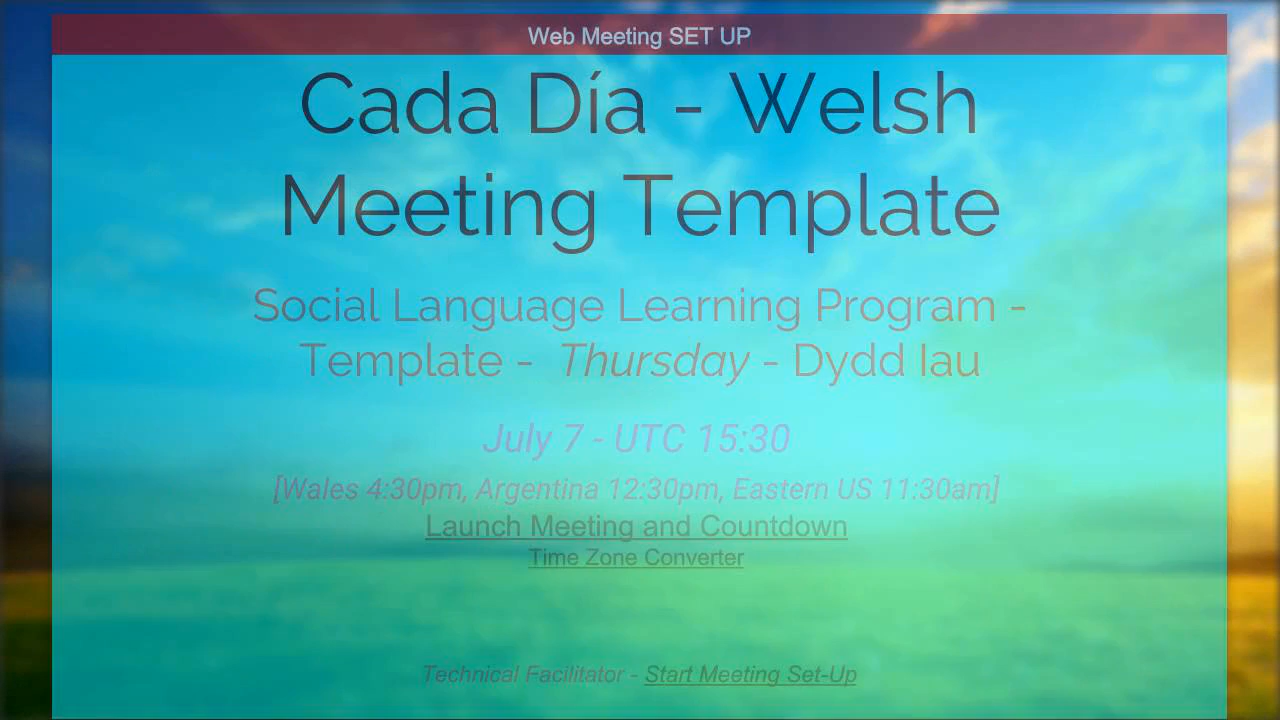 Web Meeting SET UP
Cada Día - Welsh
Meeting Template
Social Language Learning Program -
Template - Thursday - Dydd Iau
July 7 - UTC 15:30
[Wales 4:30pm, Argentina 12:30pm, Eastern US 11:30am]
Launch Meeting and Countdown
Time Zone Converter
Technical Facilitator - Start Meeting Set-Up